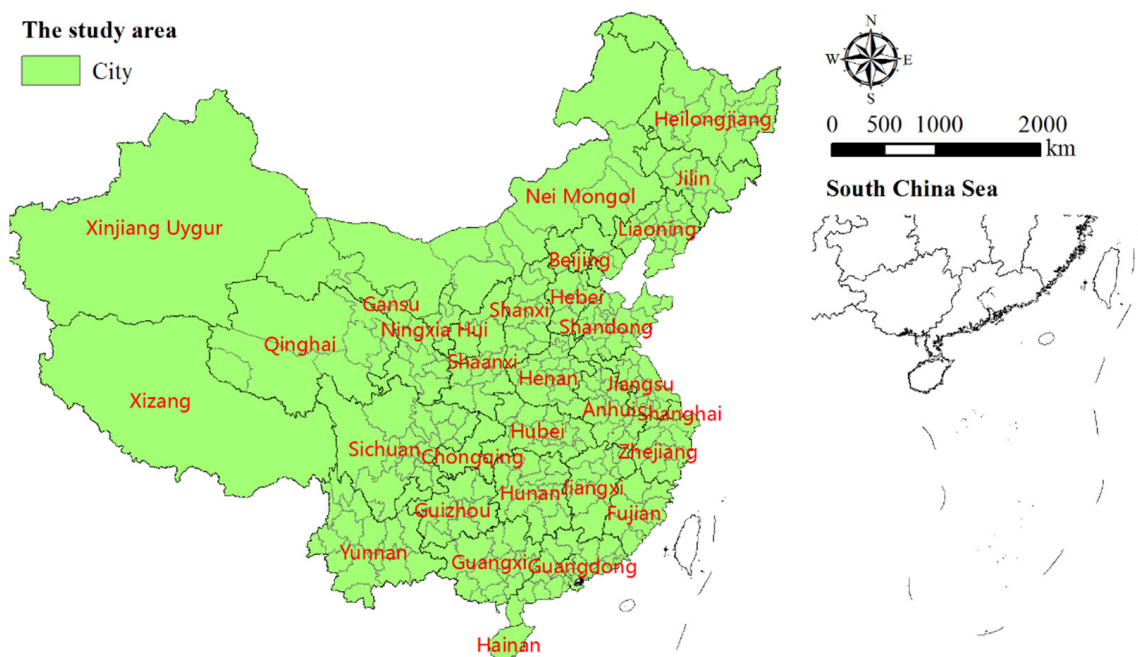 The study area
City
N
W E
S
0 500 1000 2000
km
South China Sea
Heilongjiang
Jilin
Nei Mongol
Liaoning
Xinjiang Uygur
Beijing
Hebei
Gansu
Shanxi
Ningxia Hui
Shandong
Qinghai
Shaanxi
Henan
Jiangsu
Xizang
Anhui
Shanghai
Hubei
Sichuan
Chongqing
Zhejiang
Hunan
Jiangxi
Guizhou
Fujian
Yunnan
Guangxi
Guangdong
Hainan